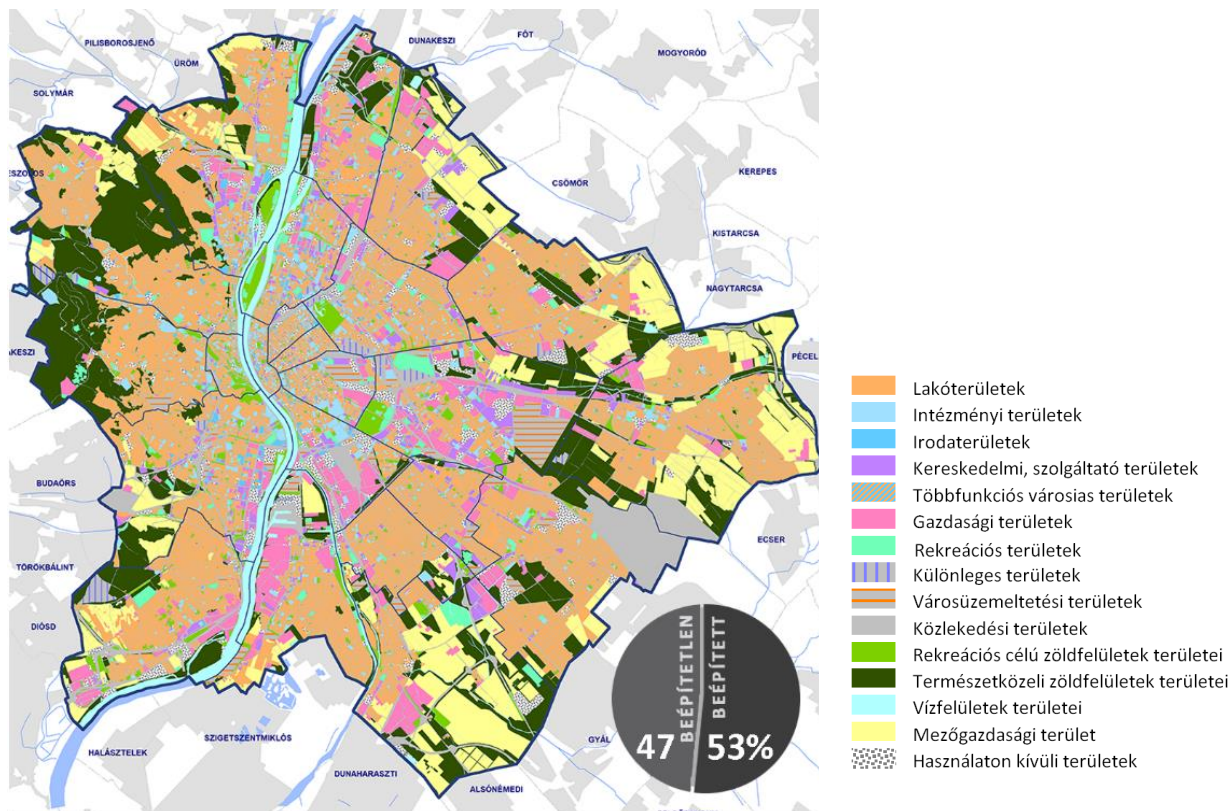 PILISBOROSJENŐ
DUNAKESZI
FÓT
MOGYORÓD
ÜRÖM
SOLYMÁR
CSÖMÖR
KEREPES
KISTARCSA
NAGYTARCSA
PÉCEL
AKESZI
BUDAÖRS
ECSER
TÖRÖKBÁLINT
DIÓSD
HALÁSZTELEK
SZIGETSZENTMIKLÓS
DUNAHARASZTI
ALSÓNÉMEDI
GYÁL
BEÉPÍTETLEN
BEÉPÍTETT
47 53%
Lakóterületek
Intézményi területek
Irodaterületek
Kereskedelmi, szolgáltató területek
Többfunkciós városias területek
Gazdasági területek
Rekreációs területek
Különleges területek
Városüzemeltetési területek
Közlekedési területek
Rekreációs célú zöldfelületek területei
Természetközeli zöldfelületek területei
Vízfelületek területei
Mezőgazdasági terület
Használaton kívüli területek